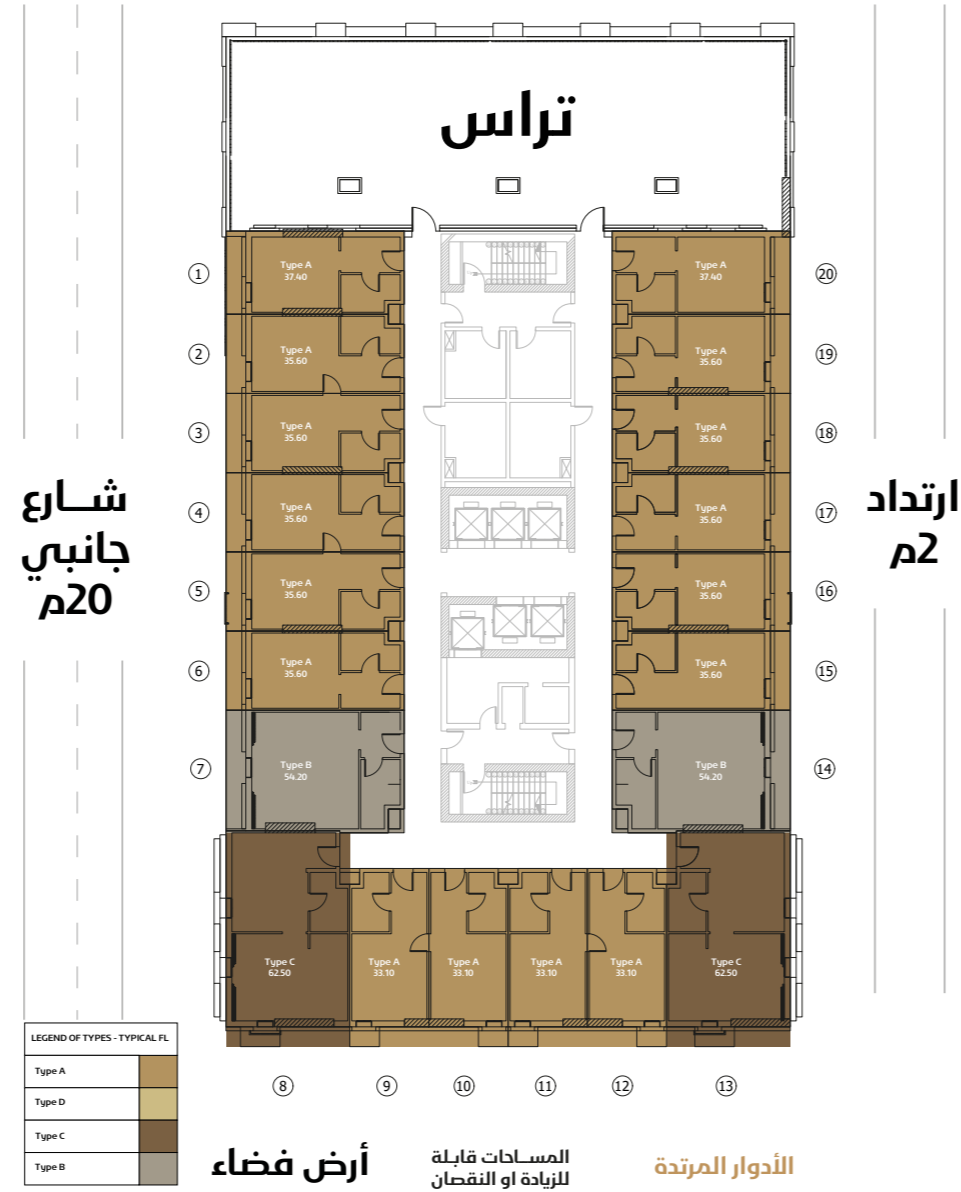 تراس
① Type A 37.40
② Type A 35.60
③ Type A 35.60
④ Type A 35.60
⑤ Type A 35.60
⑥ Type A 35.60
⑦ Type B 54.20
Type A 37.40 ⑳
Type A 35.60 ⑲
Type A 35.60 ⑱
Type A 35.60 ⑰
Type A 35.60 ⑯
Type A 35.60 ⑮
Type B 54.20 ⑭
شــارع
جانبي
20م
ارتداد
2م
Type C 62.50
Type A 33.10
Type A 33.10
Type A 33.10
Type A 33.10
Type C 62.50
⑧ ⑨ ⑩ ⑪ ⑫ ⑬
LEGEND OF TYPES - TYPICAL FL
Type A
Type D
Type C
Type B
أرض فضاء
المســاحات قابـلة
للزيادة او النقصان
الأدوار المرتدة